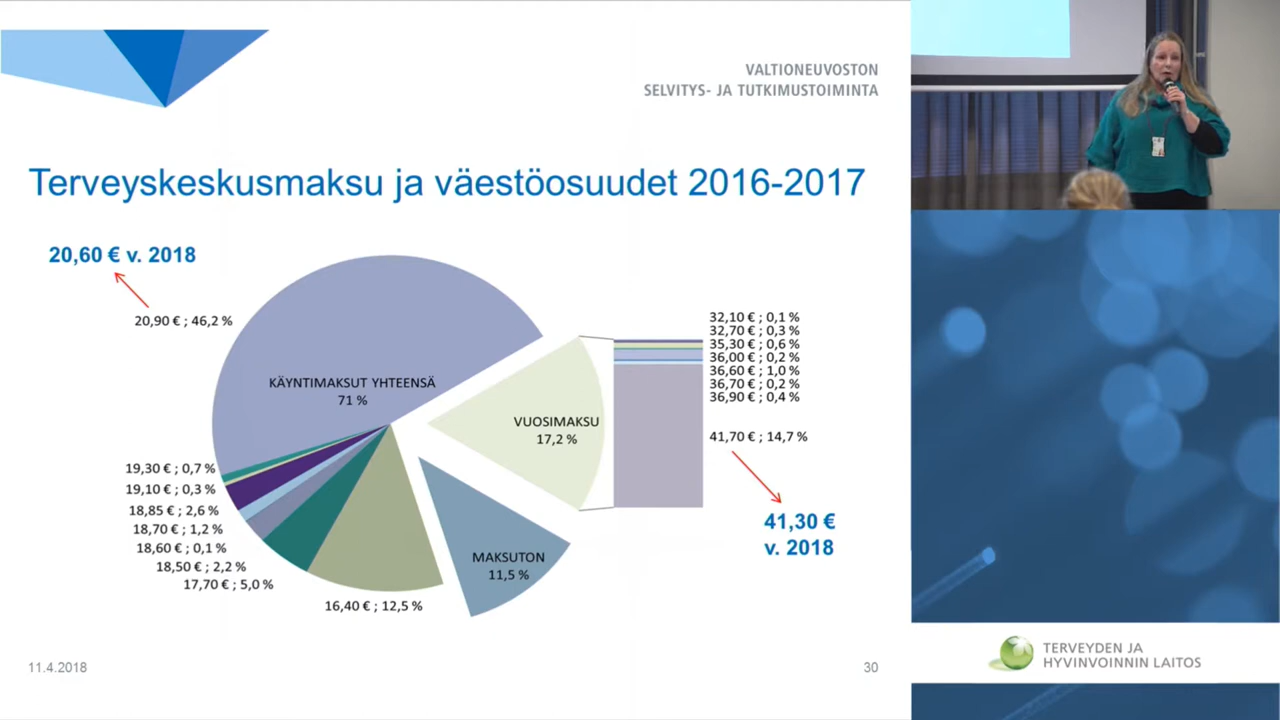 VALTIONEUVOSTON
SELVITYS- JA TUTKIMUSTOIMINTA
Terveyskeskusmaksu ja väestöosuudet 2016-2017
20,60 € v. 2018
20,90 € ; 46,2 %
KÄYNTIMAKSUT YHTEENSÄ
71 %
19,30 € ; 0,7 %
19,10 € ; 0,3 %
18,85 € ; 2,6 %
18,70 € ; 1,2 %
18,60 € ; 0,1 %
18,50 € ; 2,2 %
17,70 € ; 5,0 %
16,40 € ; 12,5 %
MAKSUTON
11,5 %
VUOSIMAKSU
17,2 %
32,10 € ; 0,1 %
32,70 € ; 0,3 %
35,30 € ; 0,6 %
36,00 € ; 0,2 %
36,60 € ; 1,0 %
36,70 € ; 0,2 %
36,90 € ; 0,4 %
41,70 € ; 14,7 %
41,30 €
v. 2018
11.4.2018
30
TERVEYDEN JA
HYVINVOINNIN LAITOS